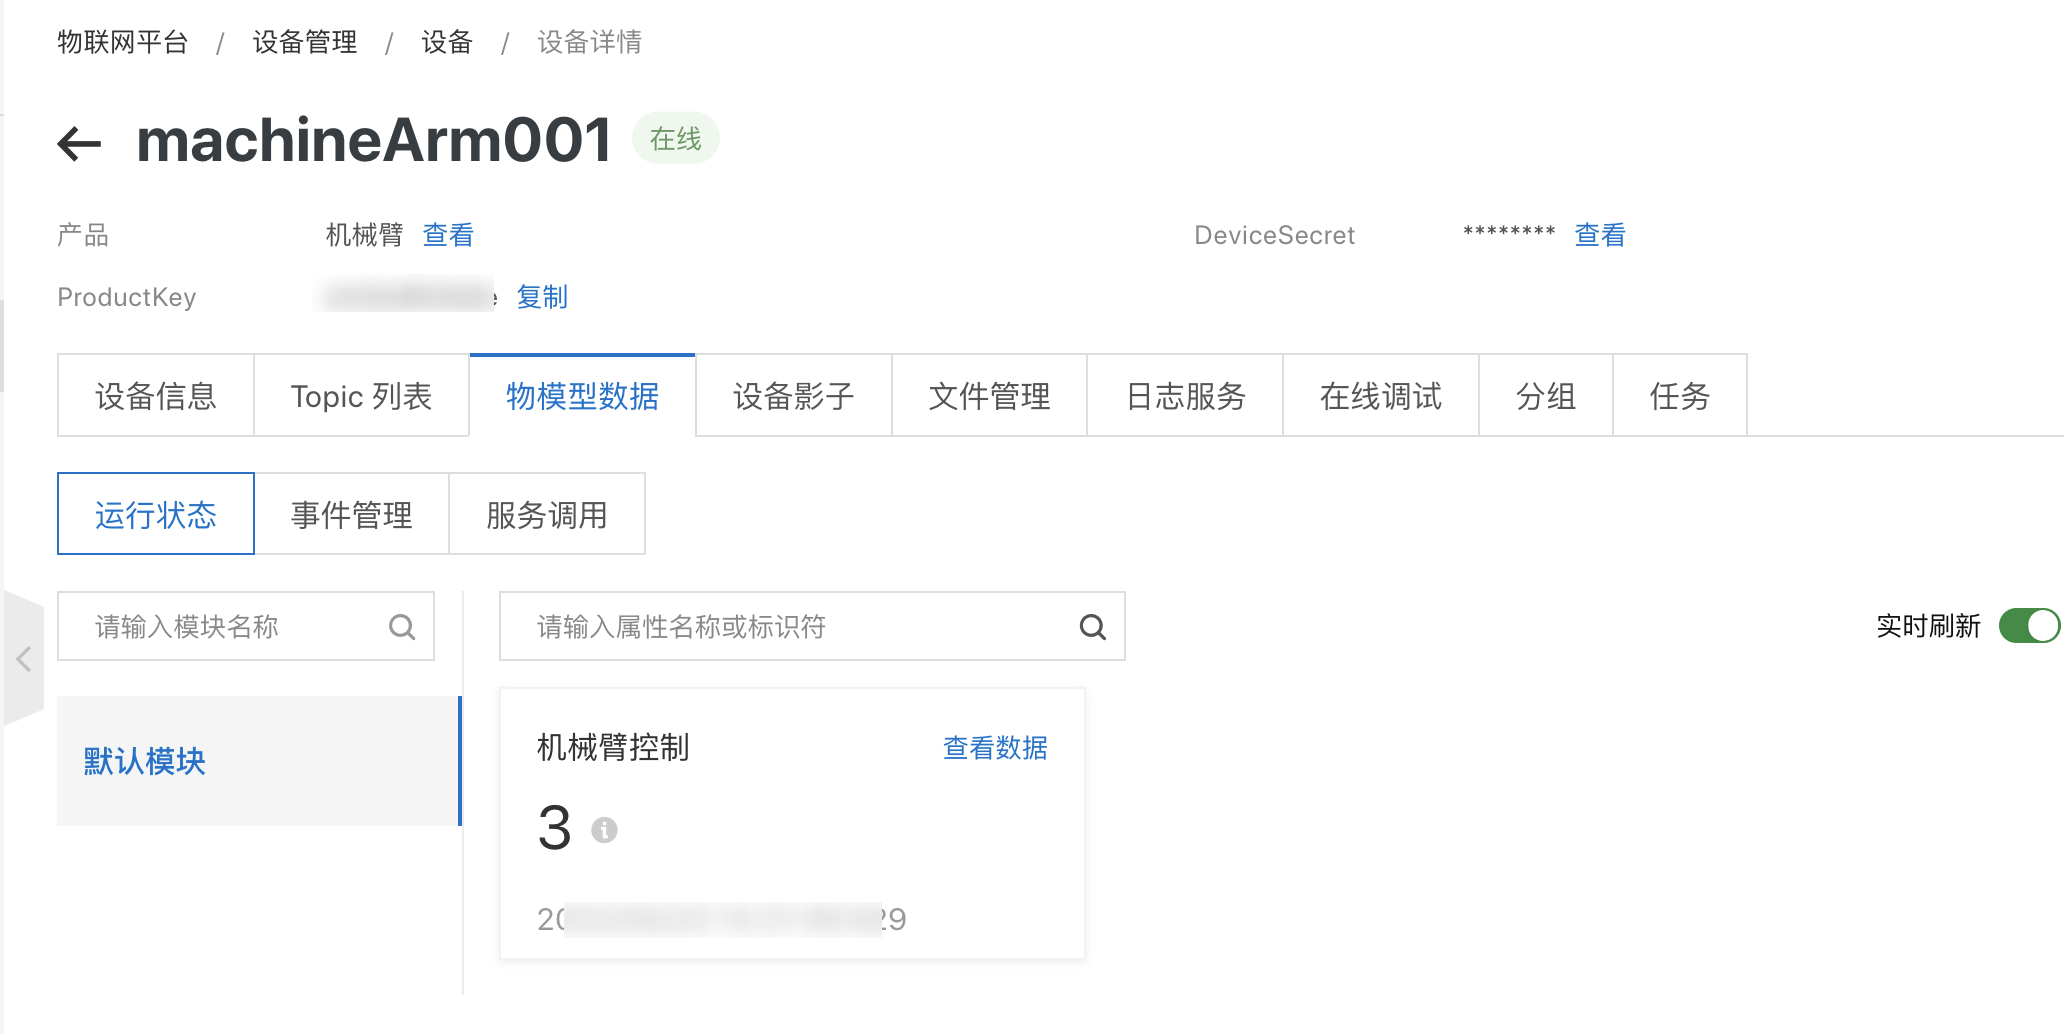 物联网平台 / 设备管理 / 设备 / 设备详情
machineArm001 在线
产品 机械臂 查看 DeviceSecret ******** 查看
ProductKey 复制
设备信息 Topic 列表 物模型数据 设备影子 文件管理 日志服务 在线调试 分组 任务
运行状态 事件管理 服务调用
请输入模块名称 请输入属性名称或标识符 实时刷新
默认模块
机械臂控制 查看数据
3